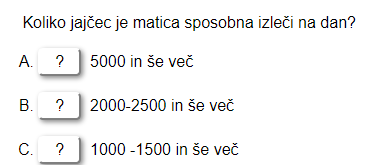 Koliko jajčec je matica sposobna izleči na dan?
A. ? 5000 in še več
B. ? 2000-2500 in še več
C. ? 1000 -1500 in še več